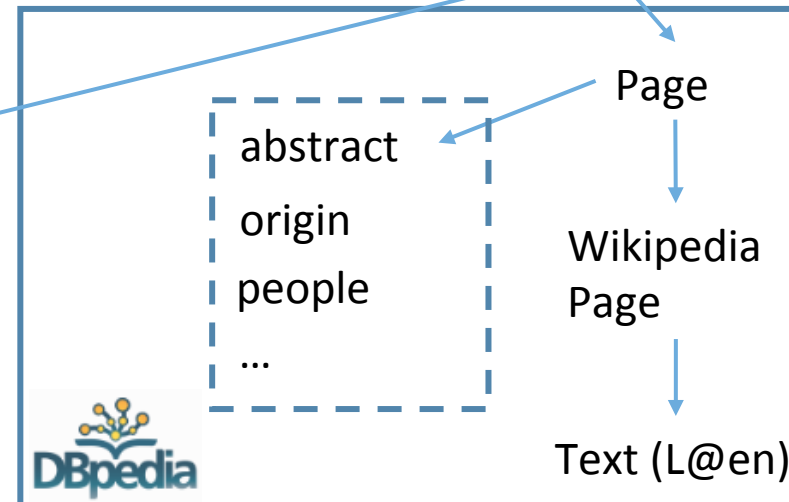 Page
abstract
origin
people
...
Wikipedia
Page
Text (L@en)
DBpedia